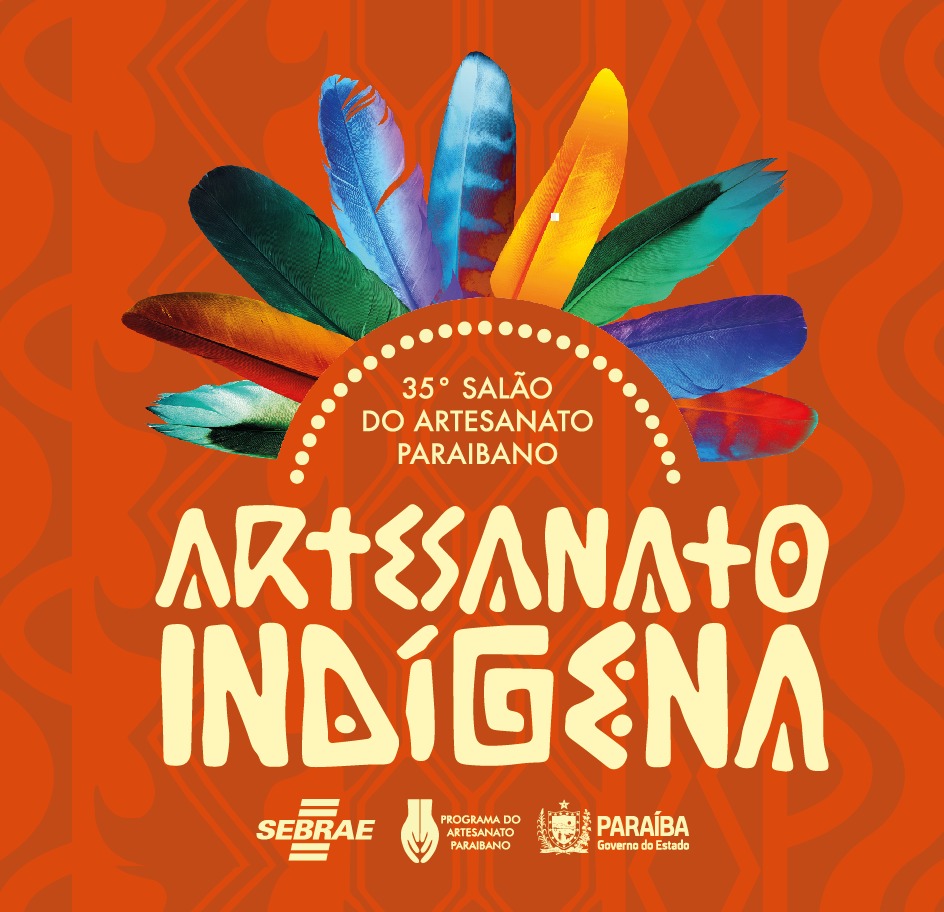 35° SALÃO
DO ARTESANATO
PARAIBANO
ARTESANATO
INDÍGENA
SEBRAE
PROGRAMA DO
ARTESANATO
PARAIBANO
PARAÍBA
Governo do Estado